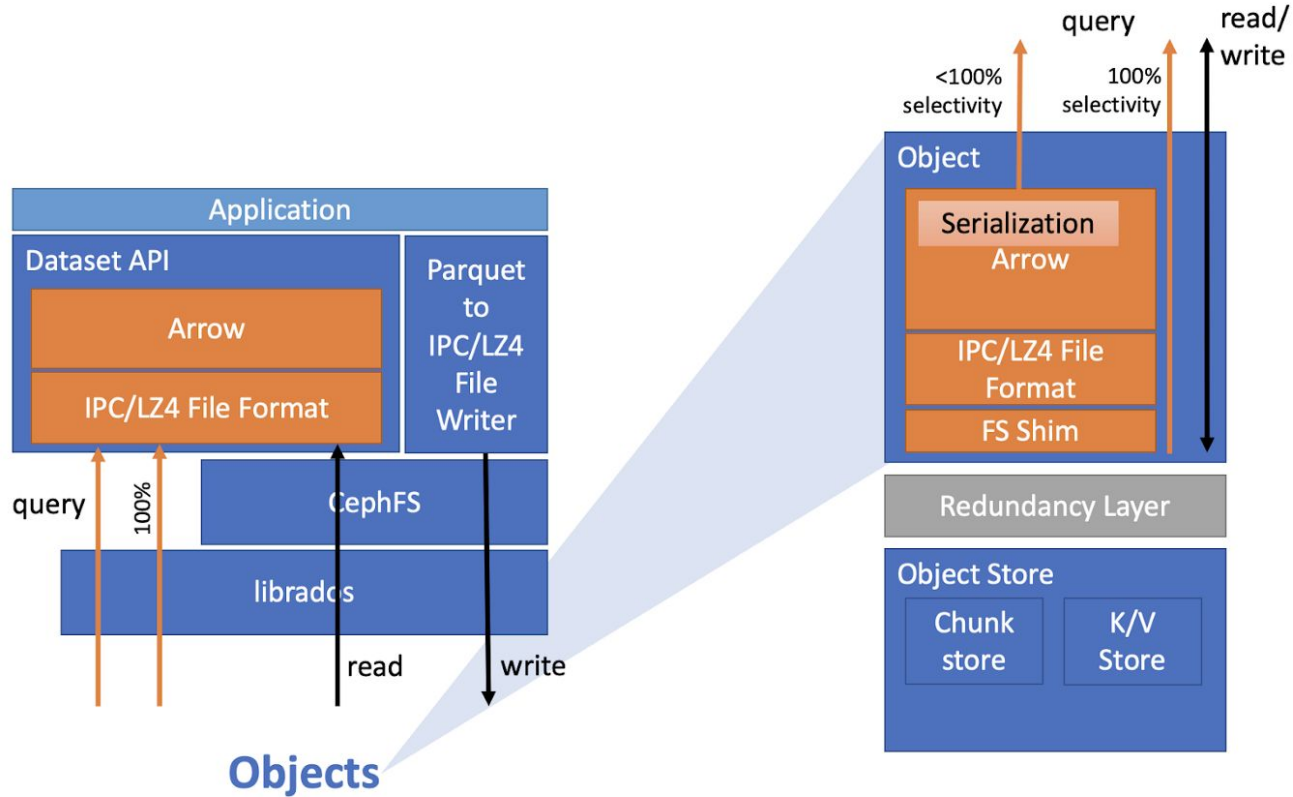 Application
Dataset API
Arrow
IPC/LZ4 File Format
Parquet
to
IPC/LZ4
File
Writer
query
100%
CephFS
librados
read
write
Objects
query
read/
write
<100%
selectivity
100%
selectivity
Object
Serialization
Arrow
IPC/LZ4 File
Format
FS Shim
Redundancy Layer
Object Store
Chunk
store
K/V
Store